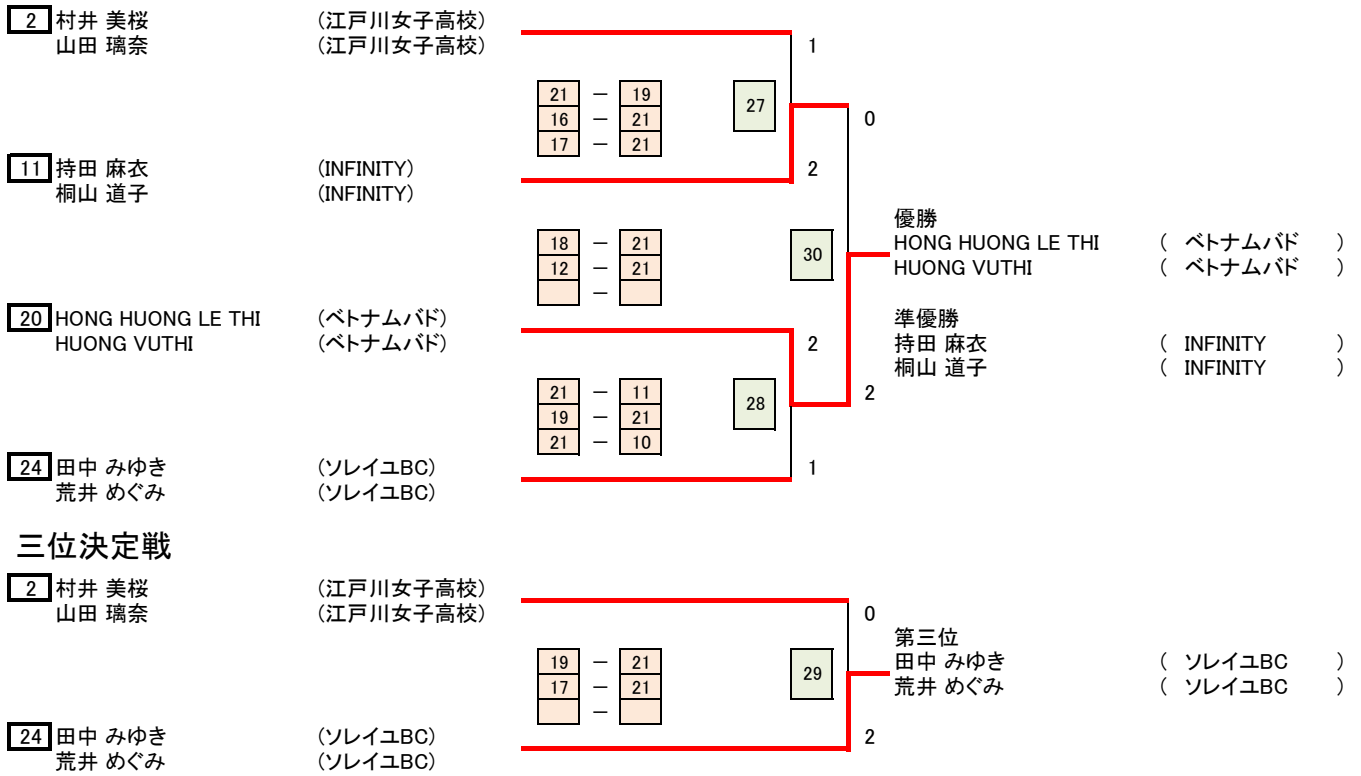 2 村井 美桜 (江戸川女子高校)
山田 璃奈 (江戸川女子高校)
1
21 － 19
27
16 － 21
0
17 － 21
11 持田 麻衣 (INFINITY)
2
桐山 道子 (INFINITY)
優勝
18 － 21
30
HONG HUONG LE THI ( ベトナムバド )
12 － 21
HUONG VUTHI ( ベトナムバド )
－
20 HONG HUONG LE THI (ベトナムバド)
準優勝
HUONG VUTHI (ベトナムバド)
2
持田 麻衣 ( INFINITY )
桐山 道子 ( INFINITY )
21 － 11
28
2
19 － 21
21 － 10
24 田中 みゆき (ソレイユBC)
1
荒井 めぐみ (ソレイユBC)
三位決定戦
2 村井 美桜 (江戸川女子高校)
山田 璃奈 (江戸川女子高校)
0
第三位
19 － 21
29
田中 みゆき ( ソレイユBC )
17 － 21
荒井 めぐみ ( ソレイユBC )
－
24 田中 みゆき (ソレイユBC)
2
荒井 めぐみ (ソレイユBC)